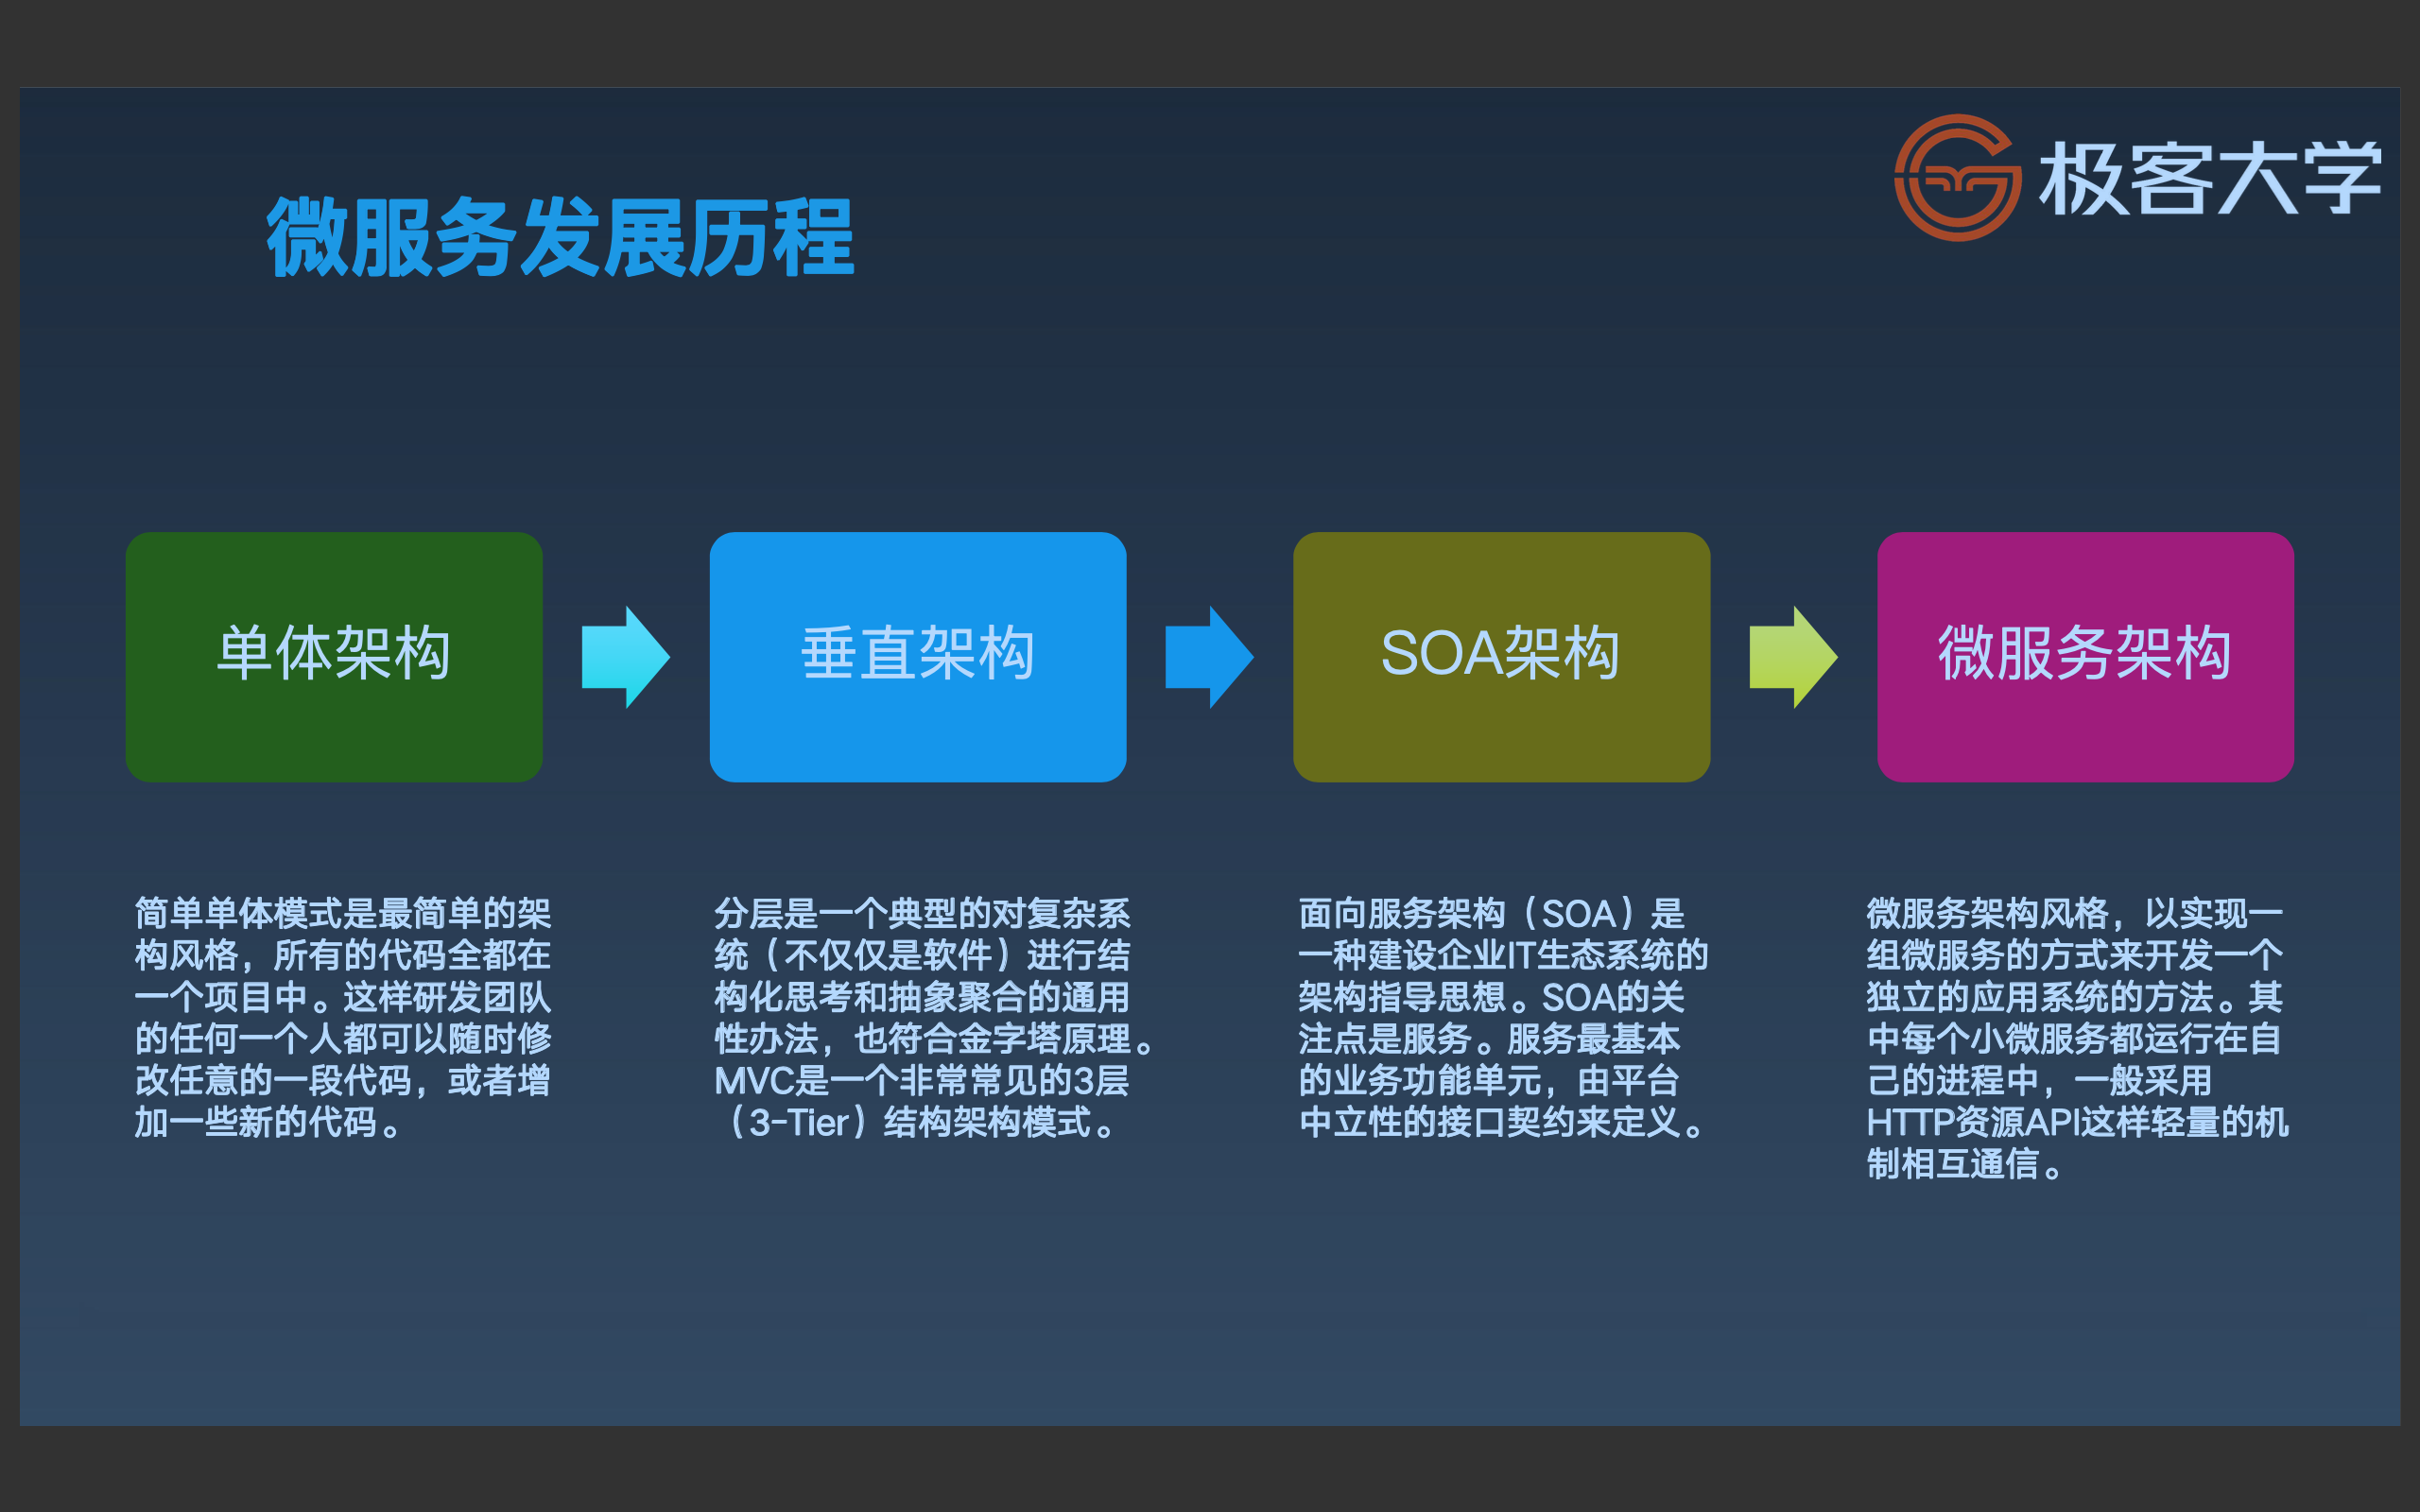 极客大学
微服务发展历程
单体架构
垂直架构
SOA架构
微服务架构
简单单体模式是最简单的架
构风格，所有的代码全都在
一个项目中。这样研发团队
的任何一个人都可以随时修
改任意的一段代码，或者增
加一些新的代码。
分层是一个典型的对复杂系
统（不仅仅是软件）进行结
构化思考和抽象聚合的通用
性办法，也符合金字塔原理。
MVC是一个非常常见的3层
（3-Tier）结构架构模式。
面向服务架构（SOA）是
一种建设企业IT生态系统的
架构指导思想。SOA的关
注点是服务。服务最基本
的业务功能单元，由平台
中立性的接口契约来定义。
微服务架构风格，以实现一
组微服务的方式来开发一个
独立的应用系统的方法。其
中每个小微服务都运行在自
己的进程中，一般采用
HTTP资源API这样轻量的机
制相互通信。